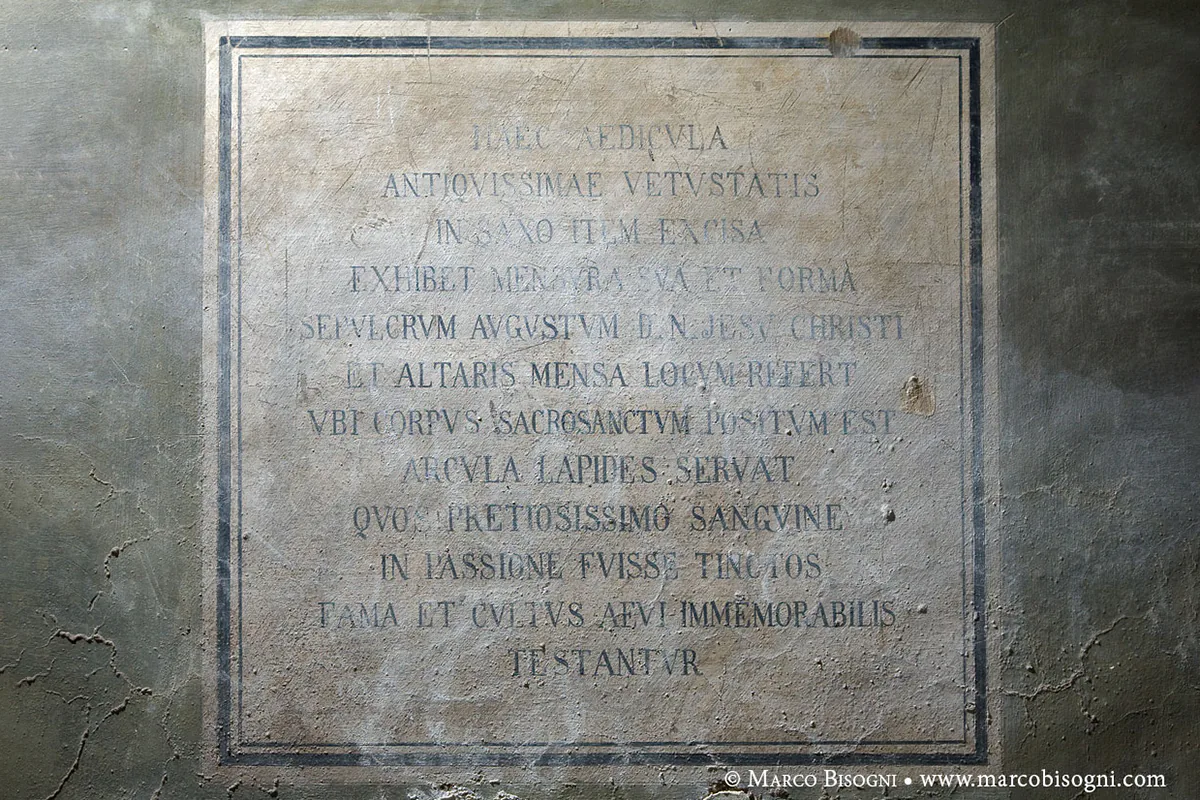 HAEC AEDICVLA
ANTIQVISSIMAE VETVSTATIS
IN SAXO ITEM EXCISA
EXHIBET MENSVRA SVA ET FORMA
SEPVLCRVM AVGVSTVM D. N. JESV CHRISTI
ET ALTARIS MENSA LOCVM REFERT
VBI CORPVS SACROSANCTVM POSITVM EST
ARCVLA LAPIDES SERVAT
QVOS PRETIOSISSIMO SANGVINE
IN PASSIONE FVISSE TINCTOS
FAMA ET CVLTVS AEVI IMMEMORABILIS
TESTANTVR
© MARCO BISOGNI • www.marcobisogni.com